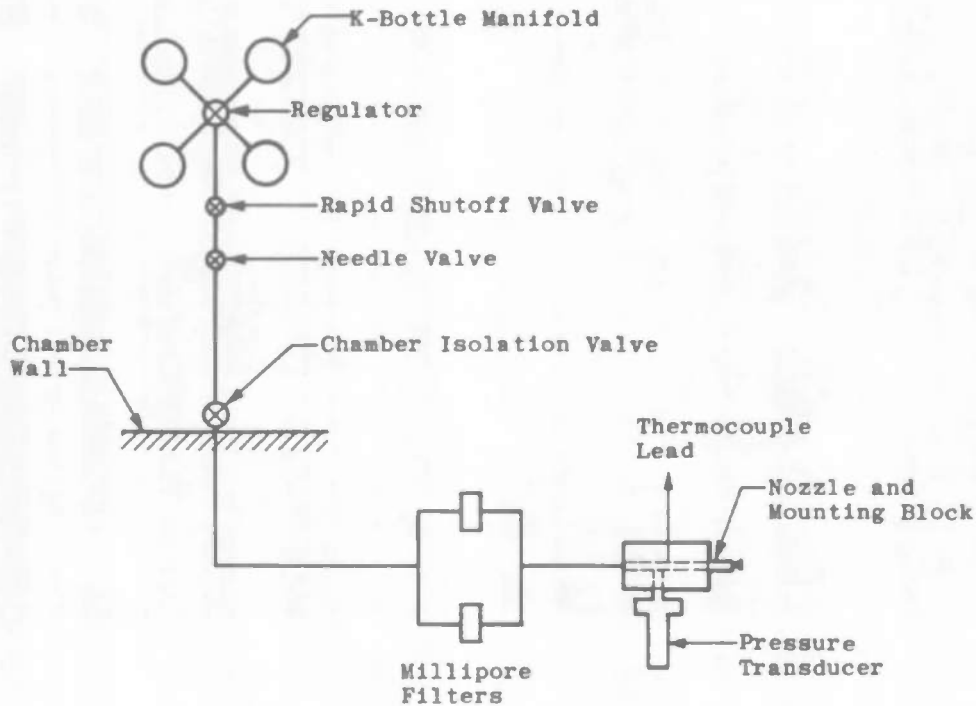 K-Bottle Manifold
Regulator
Rapid Shutoff Valve
Needle Valve
Chamber Isolation Valve
Chamber
Wall
Thermocouple
Lead
Nozzle and
Mounting Block
Pressure
Transducer
Millipore
Filters